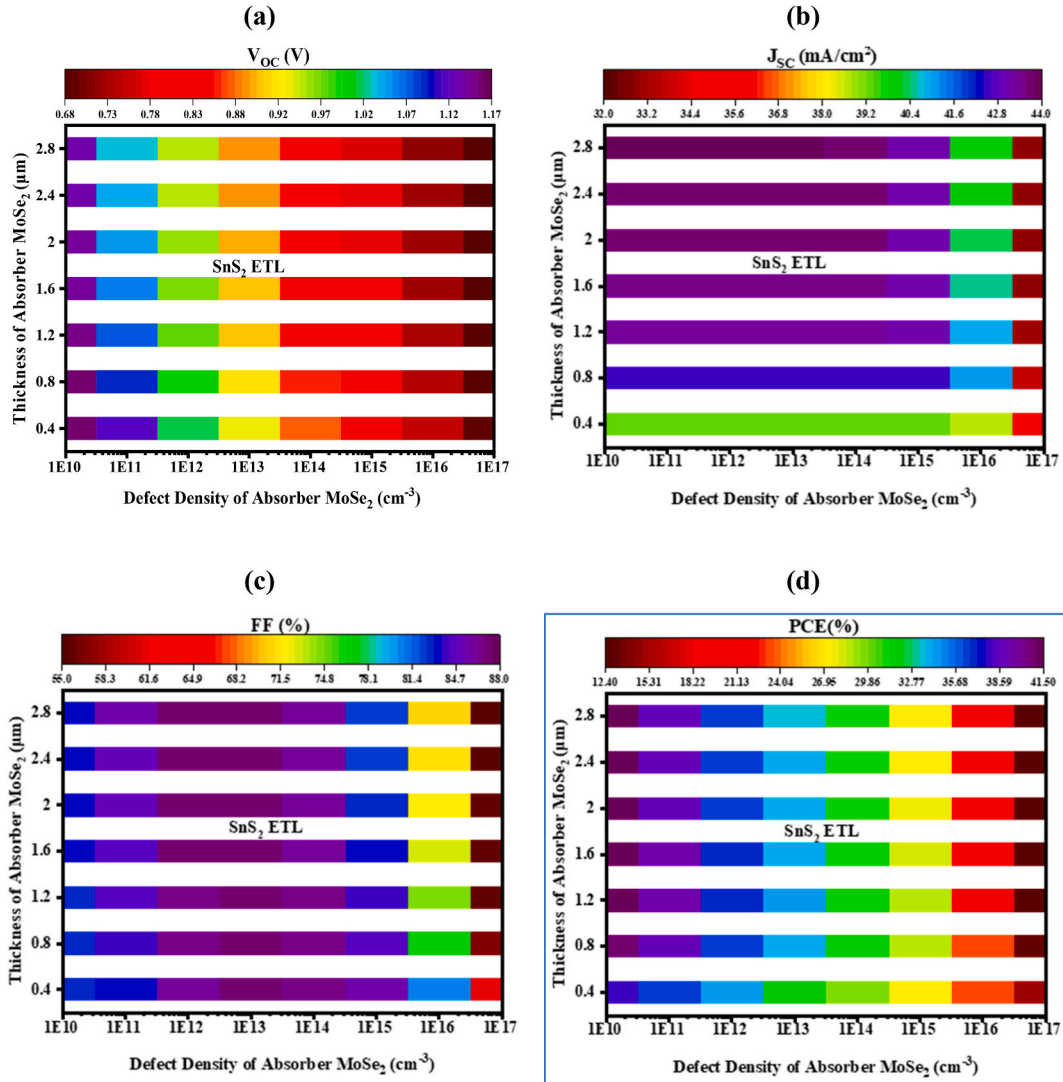 (a)
V_OC (V)
0.68 0.73 0.78 0.83 0.88 0.92 0.97 1.02 1.07 1.12 1.17
Thickness of Absorber MoSe₂ (μm)
2.8
2.4
2
SnS₂ ETL
1.6
1.2
0.8
0.4
1E10 1E11 1E12 1E13 1E14 1E15 1E16 1E17
Defect Density of Absorber MoSe₂ (cm⁻³)
(b)
J_SC (mA/cm²)
32.0 33.2 34.4 35.6 36.8 38.0 39.2 40.4 41.6 42.8 44.0
Thickness of Absorber MoSe₂ (μm)
2.8
2.4
2
SnS₂ ETL
1.6
1.2
0.8
0.4
1E10 1E11 1E12 1E13 1E14 1E15 1E16 1E17
Defect Density of Absorber MoSe₂ (cm⁻³)
(c)
FF (%)
55.0 58.3 61.6 64.9 68.2 71.5 74.8 78.1 81.4 84.7 88.0
Thickness of Absorber MoSe₂ (μm)
2.8
2.4
2
SnS₂ ETL
1.6
1.2
0.8
0.4
1E10 1E11 1E12 1E13 1E14 1E15 1E16 1E17
Defect Density of Absorber MoSe₂ (cm⁻³)
(d)
PCE(%)
12.40 15.31 18.22 21.13 24.04 26.95 29.86 32.77 35.68 38.59 41.50
Thickness of Absorber MoSe₂ (μm)
2.8
2.4
2
SnS₂ ETL
1.6
1.2
0.8
0.4
1E10 1E11 1E12 1E13 1E14 1E15 1E16 1E17
Defect Density of Absorber MoSe₂ (cm⁻³)